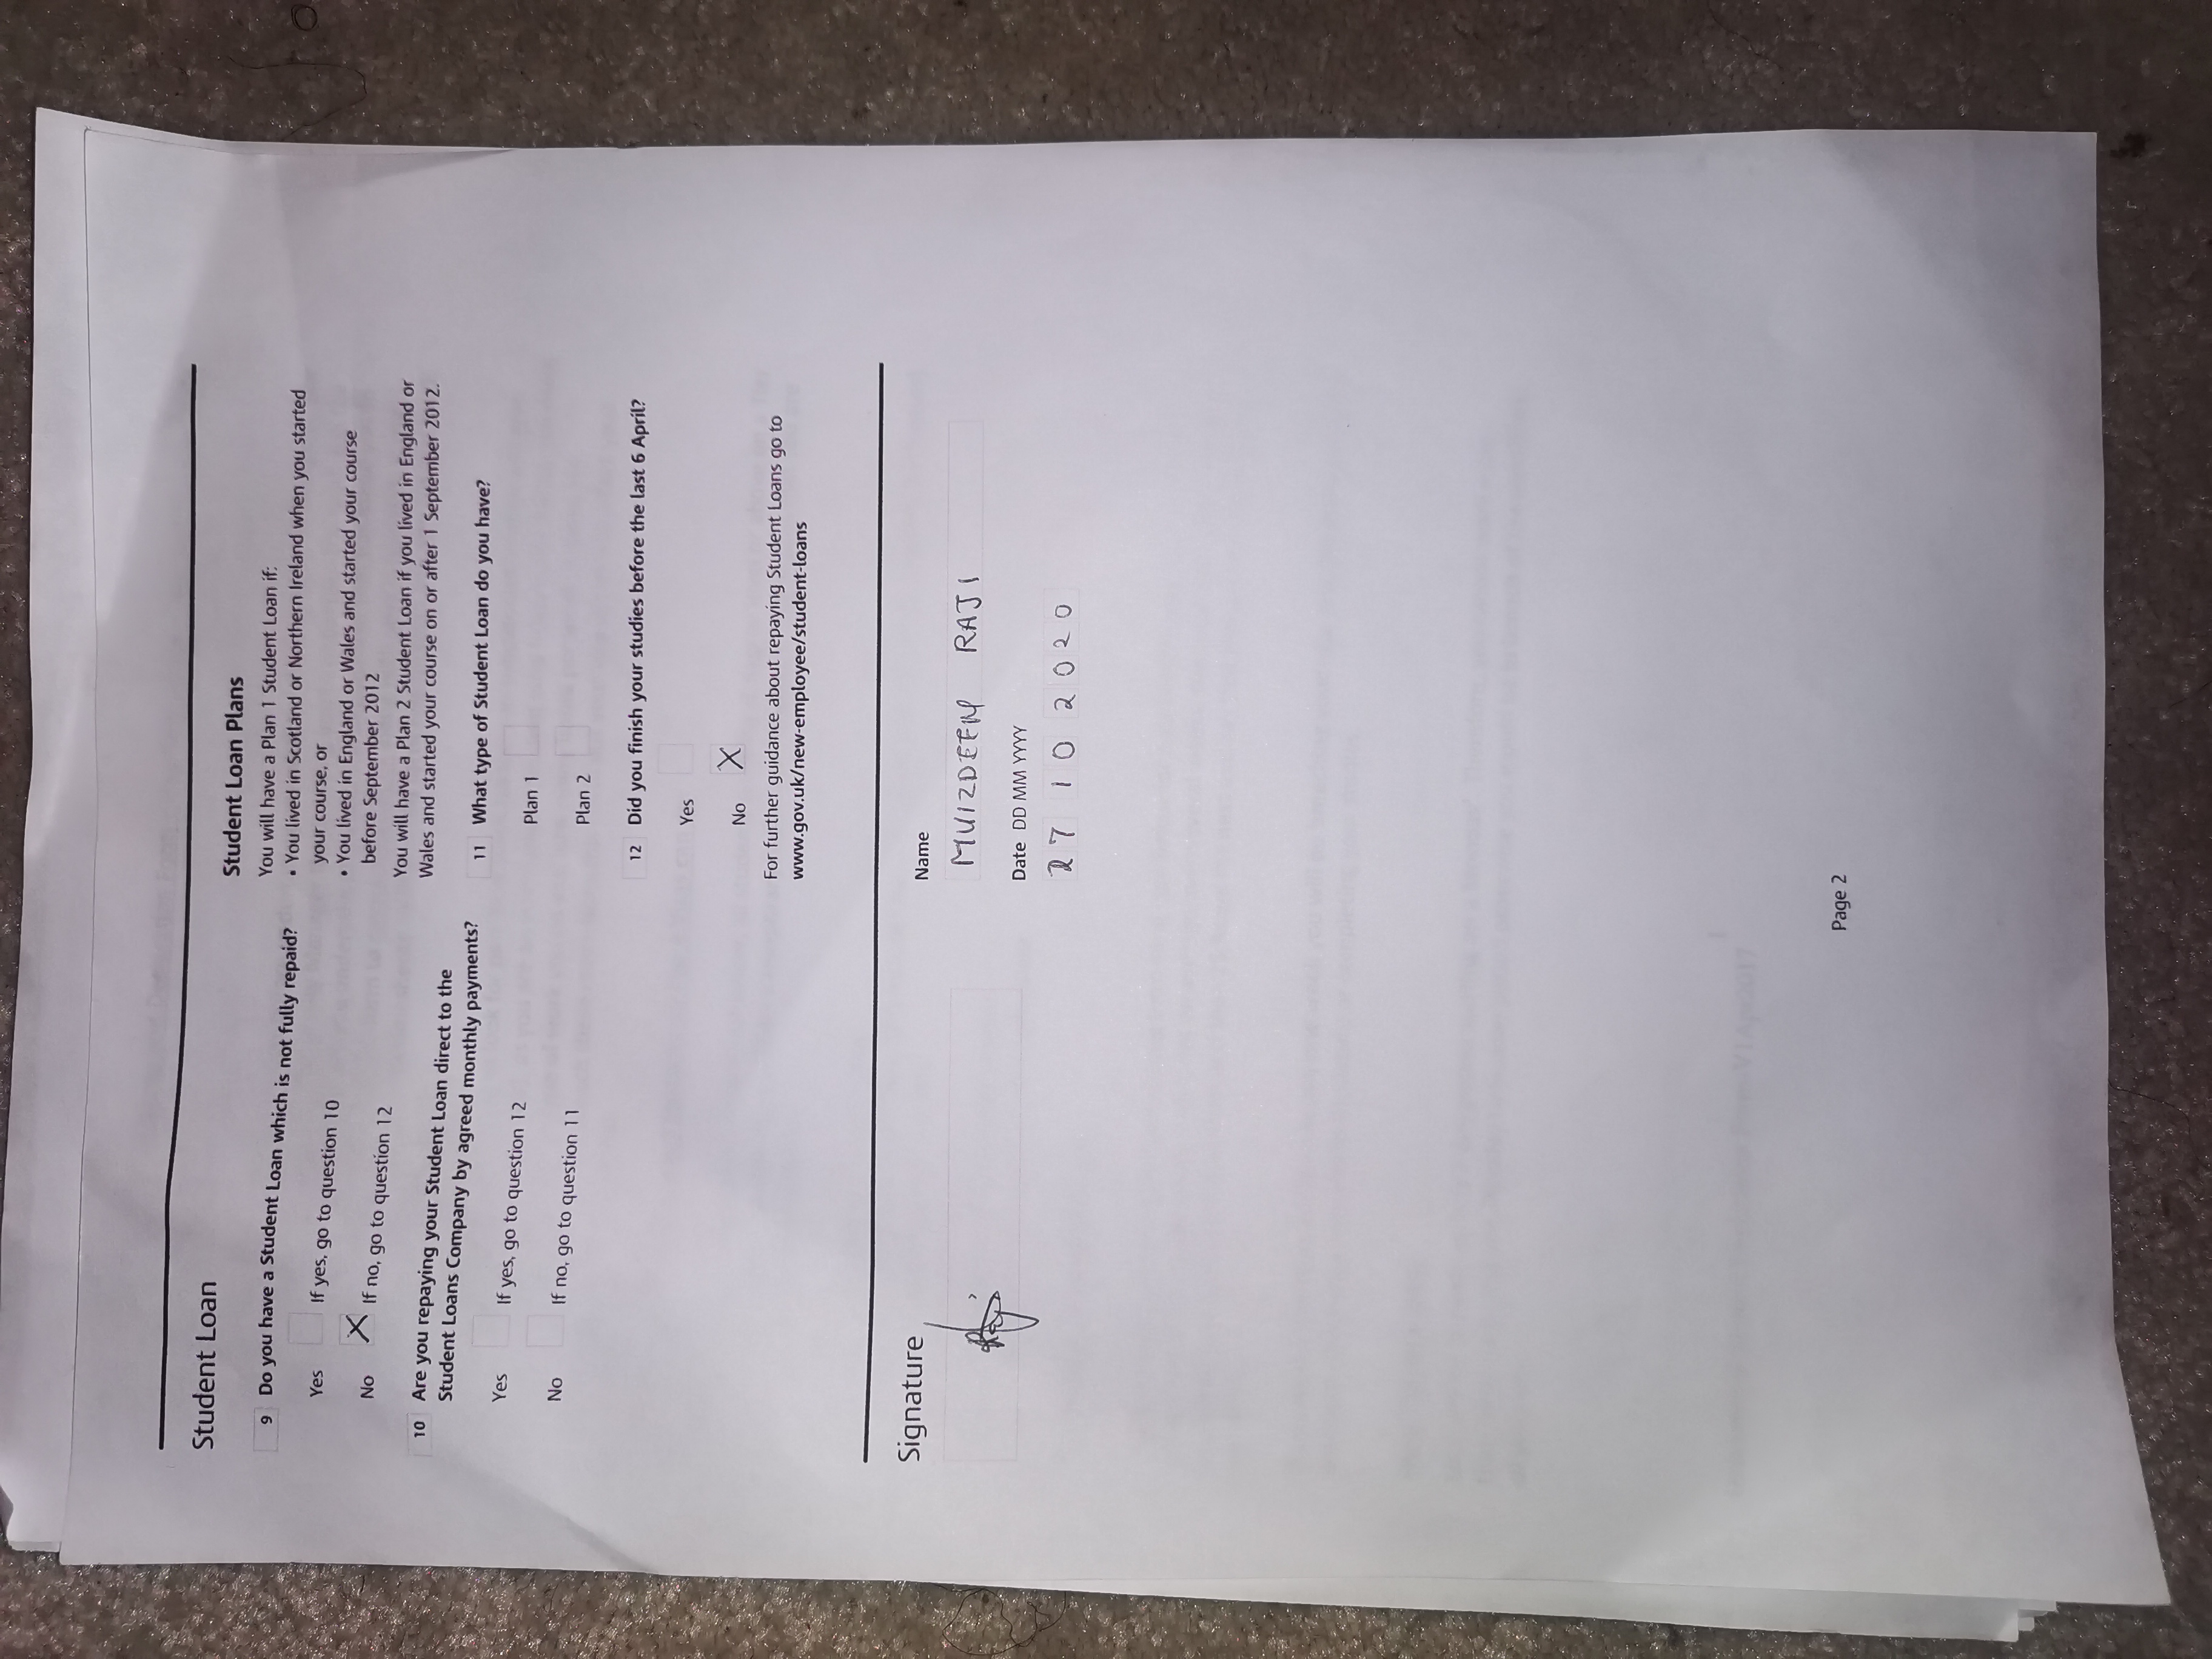 Student Loan
9 Do you have a Student Loan which is not fully repaid?
Yes If yes, go to question 10
No X If no, go to question 12
10 Are you repaying your Student Loan direct to the
Student Loans Company by agreed monthly payments?
Yes If yes, go to question 12
No If no, go to question 11
Student Loan Plans
You will have a Plan 1 Student Loan if:
• You lived in Scotland or Northern Ireland when you started
your course, or
• You lived in England or Wales and started your course
before September 2012
You will have a Plan 2 Student Loan if you lived in England or
Wales and started your course on or after 1 September 2012.
11 What type of Student Loan do you have?
Plan 1
Plan 2
12 Did you finish your studies before the last 6 April?
Yes
No X
For further guidance about repaying Student Loans go to
www.gov.uk/new-employee/student-loans
Signature
Name
MUIZDEEN RAJI
Date DD MM YYYY
27 10 2020
Page 2